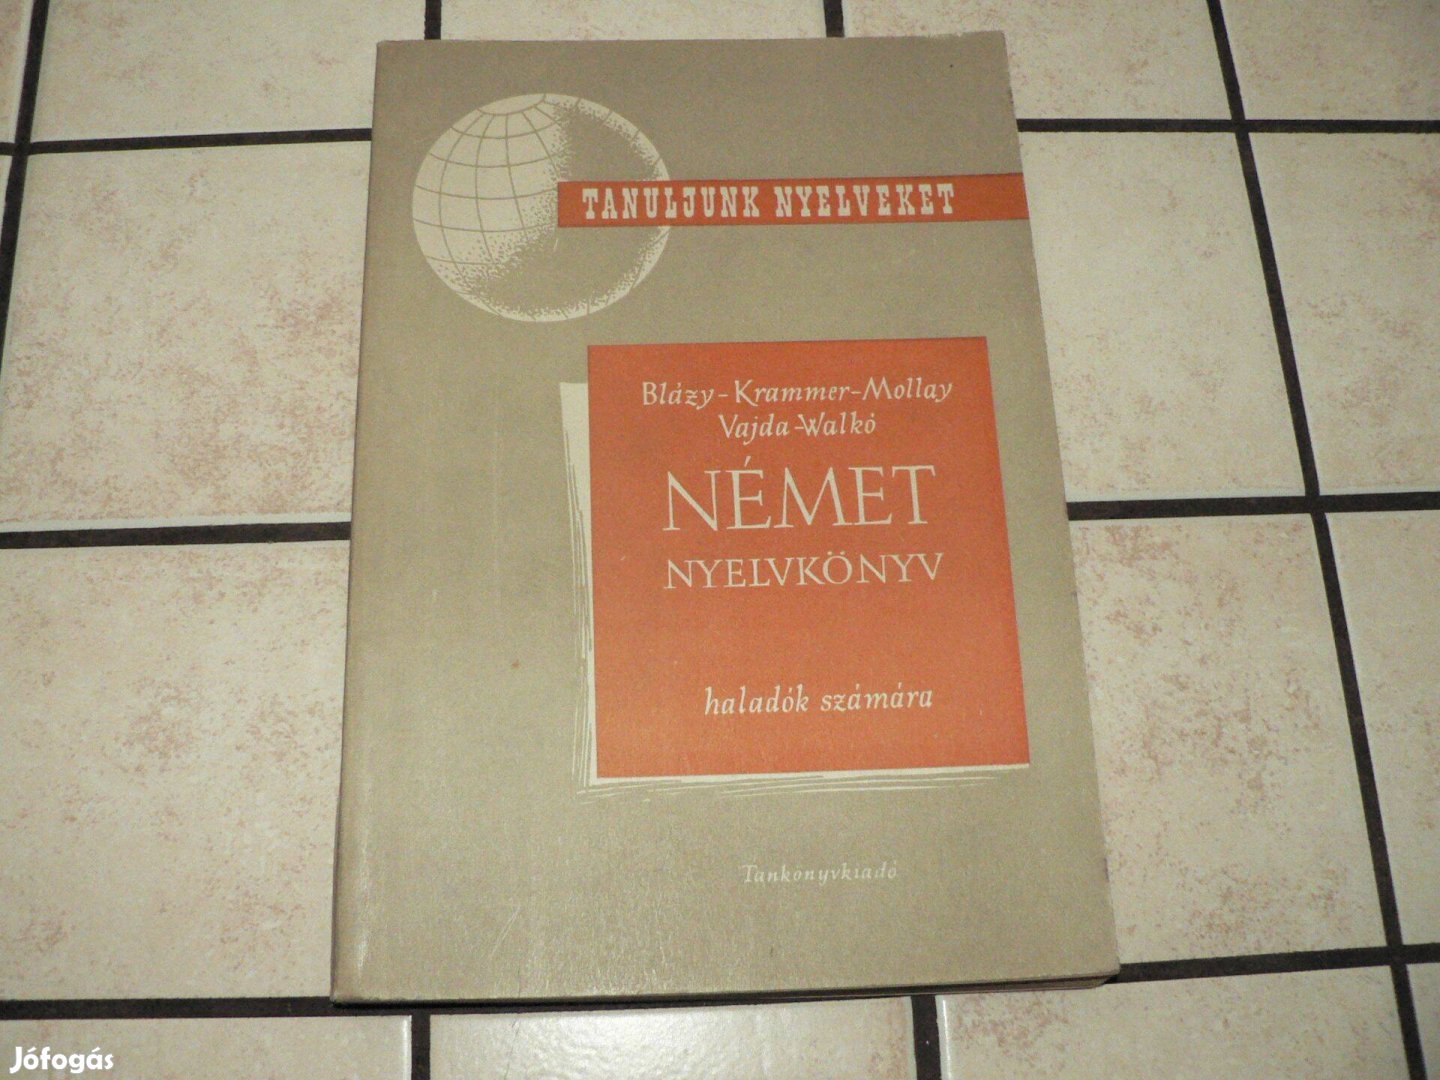 TANULJUNK NYELVEKET
Blázy-Krammer-Mollay
Vajda-Walkó
NÉMET
NYELVKÖNYV
haladók számára
Tankönyvkiadó
Jófogás